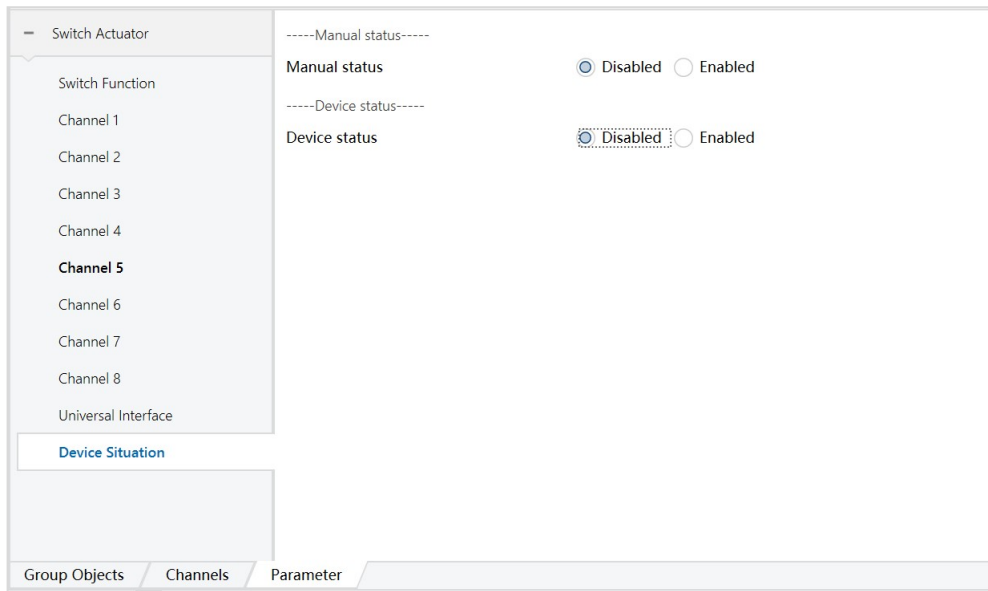 Switch Actuator
Switch Function
Channel 1
Channel 2
Channel 3
Channel 4
Channel 5
Channel 6
Channel 7
Channel 8
Universal Interface
Device Situation
-----Manual status-----
Manual status Disabled Enabled
-----Device status-----
Device status Disabled Enabled
Group Objects Channels Parameter